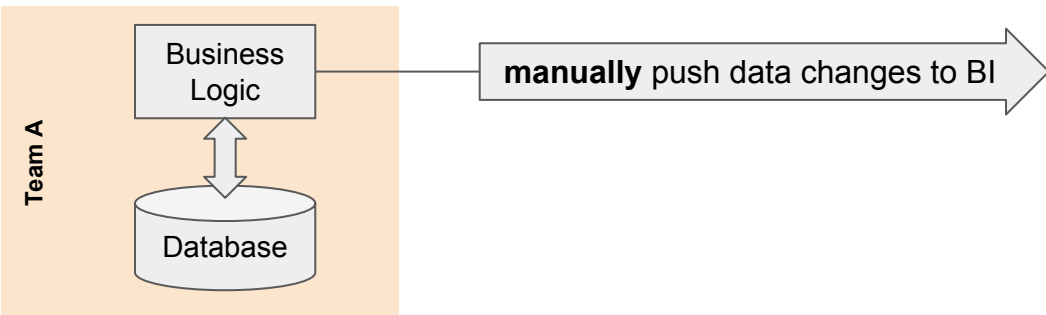 Team A
Business
Logic
manually push data changes to BI
Database